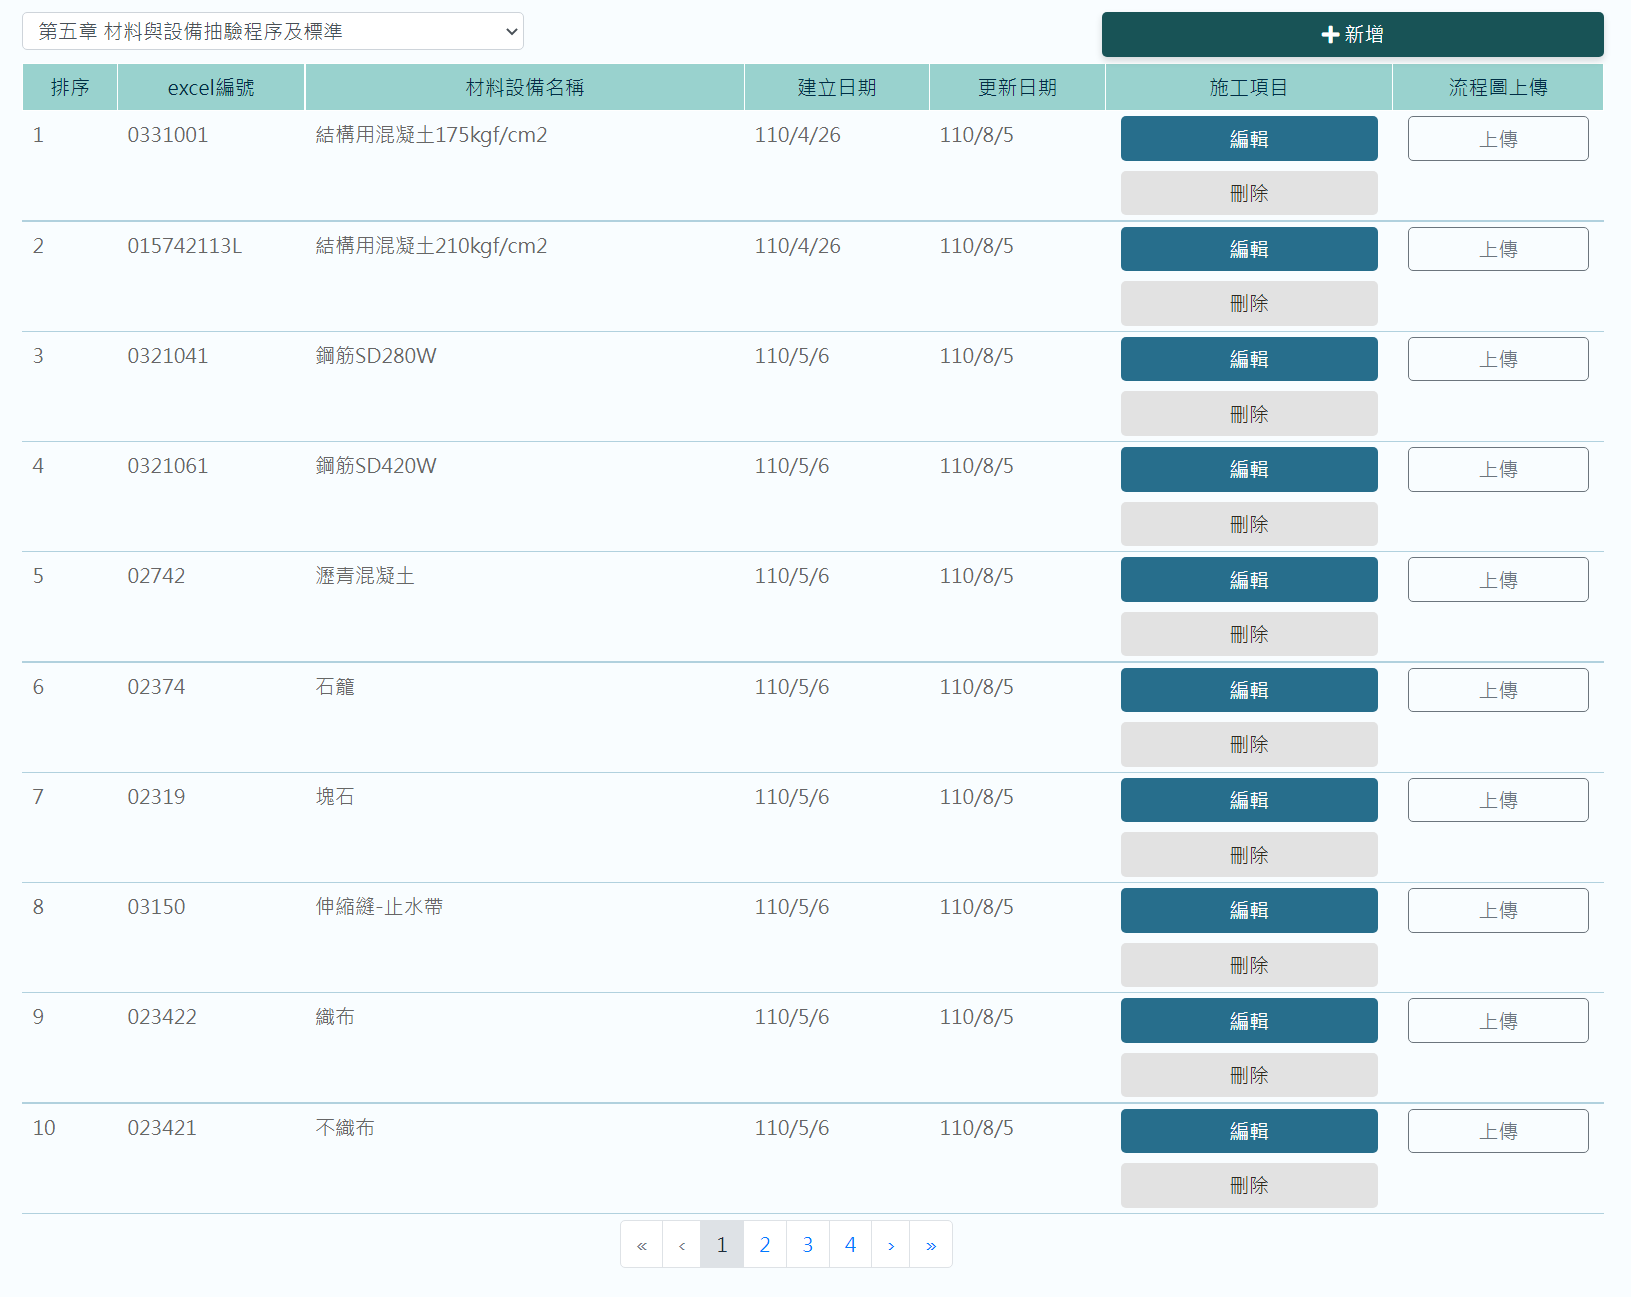 第五章 材料與設備抽驗程序及標準
新增
排序 excel編號 材料設備名稱 建立日期 更新日期 施工項目 流程圖上傳
1 0331001 結構用混凝土175kgf/cm2 110/4/26 110/8/5 編輯 上傳
刪除
2 015742113L 結構用混凝土210kgf/cm2 110/4/26 110/8/5 編輯 上傳
刪除
3 0321041 鋼筋SD280W 110/5/6 110/8/5 編輯 上傳
刪除
4 0321061 鋼筋SD420W 110/5/6 110/8/5 編輯 上傳
刪除
5 02742 瀝青混凝土 110/5/6 110/8/5 編輯 上傳
刪除
6 02374 石籠 110/5/6 110/8/5 編輯 上傳
刪除
7 02319 塊石 110/5/6 110/8/5 編輯 上傳
刪除
8 03150 伸縮縫-止水帶 110/5/6 110/8/5 編輯 上傳
刪除
9 023422 織布 110/5/6 110/8/5 編輯 上傳
刪除
10 023421 不織布 110/5/6 110/8/5 編輯 上傳
刪除
« ‹ 1 2 3 4 › »